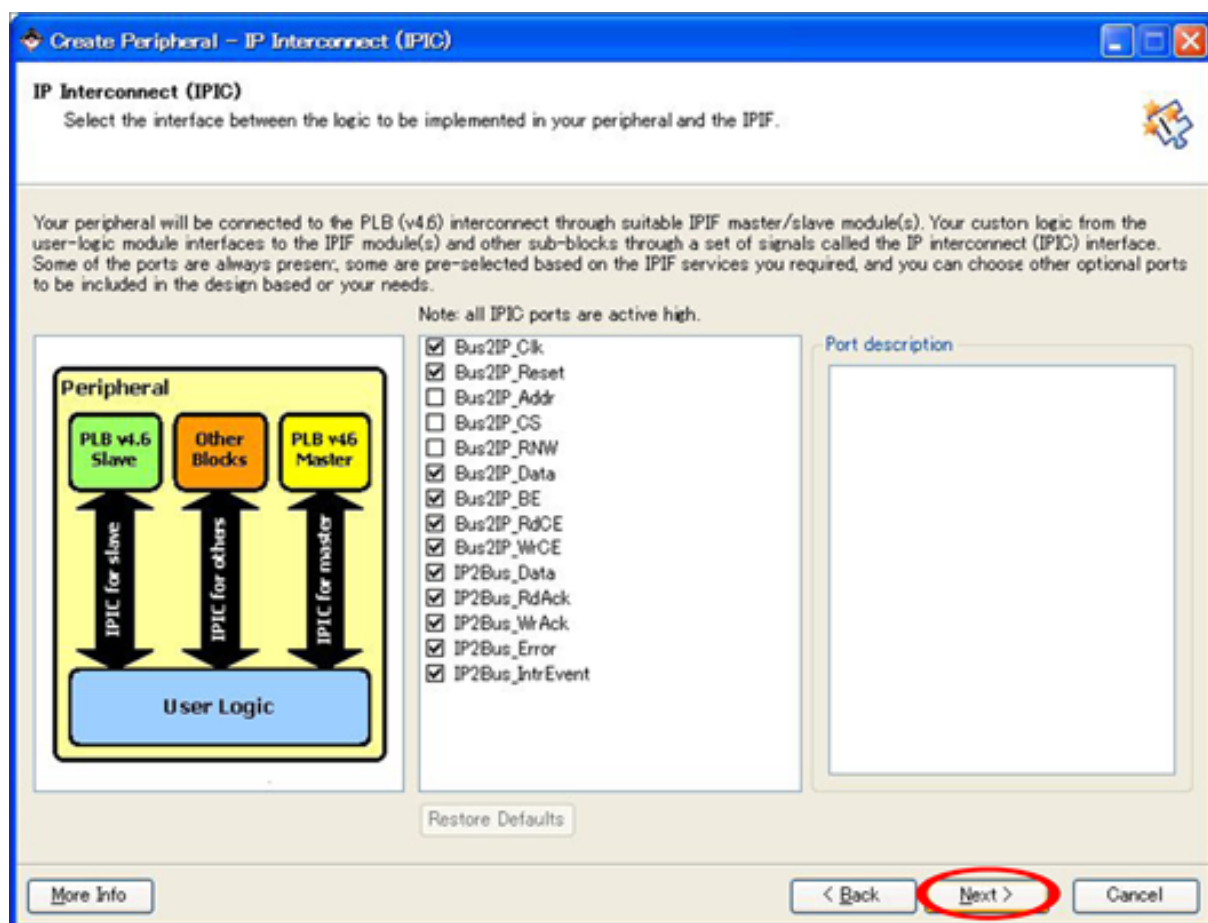 Create Peripheral - IP Interconnect (IPIC)
IP Interconnect (IPIC)
Select the interface between the logic to be implemented in your peripheral and the IPIF.
Your peripheral will be connected to the PLB (v4.6) interconnect through suitable IPIF master/slave module(s). Your custom logic from the
user-logic module interfaces to the IPIF module(s) and other sub-blocks through a set of signals called the IP interconnect (IPIC) interface.
Some of the ports are always present, some are pre-selected based on the IPIF services you required, and you can choose other optional ports
to be included in the design based or your needs.
Note: all IPIC ports are active high.
Peripheral
PLB v4.6
Slave
Other
Blocks
PLB v46
Master
IPIC for slave
IPIC for others
IPIC for master
User Logic
Bus2IP_Clk
Bus2IP_Reset
Bus2IP_Addr
Bus2IP_CS
Bus2IP_RNW
Bus2IP_Data
Bus2IP_BE
Bus2IP_RdCE
Bus2IP_WrCE
IP2Bus_Data
IP2Bus_RdAck
IP2Bus_WrAck
IP2Bus_Error
IP2Bus_IntrEvent
Port description
Restore Defaults
More Info
< Back
Next >
Cancel